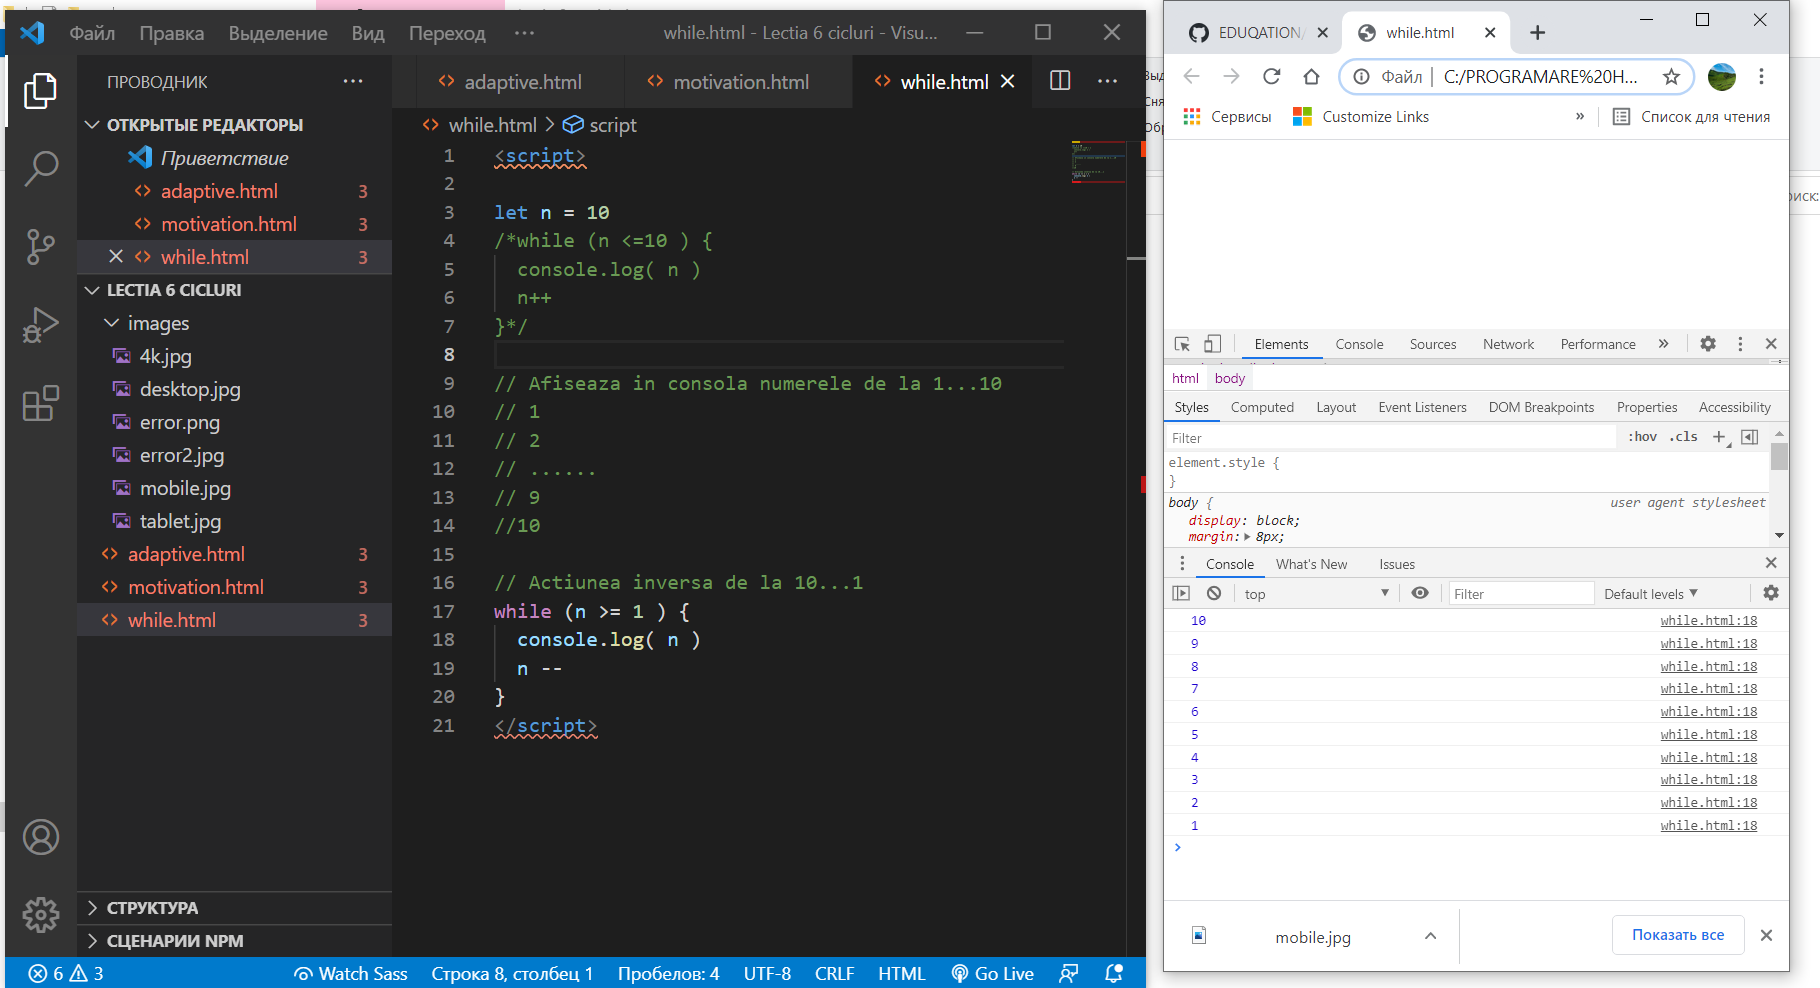 Файл Правка Выделение Вид Переход ··· while.html - Lectia 6 cicluri - Visu...
ПРОВОДНИК ···
adaptive.html motivation.html while.html ···
ОТКРЫТЫЕ РЕДАКТОРЫ
Приветствие
adaptive.html 3
motivation.html 3
while.html 3
LECTIA 6 CICLURI
images
4k.jpg
desktop.jpg
error.png
error2.jpg
mobile.jpg
tablet.jpg
adaptive.html 3
motivation.html 3
while.html 3
СТРУКТУРА
СЦЕНАРИИ NPM
while.html > script
1 <script>
2
3 let n = 10
4 /*while (n <=10 ) {
5 console.log( n )
6 n++
7 }*/
8
9 // Afiseaza in consola numerele de la 1...10
10 // 1
11 // 2
12 // ......
13 // 9
14 //10
15
16 // Actiunea inversa de la 10...1
17 while (n >= 1 ) {
18 console.log( n )
19 n --
20 }
21 </script>
6 3 Watch Sass Строка 8, столбец 1 Пробелов: 4 UTF-8 CRLF HTML Go Live
EDUQATION/ while.html
Файл | C:/PROGRAMARE%20H...
Сервисы Customize Links » Список для чтения
Elements Console Sources Network Performance »
html body
Styles Computed Layout Event Listeners DOM Breakpoints Properties Accessibility
Filter :hov .cls +
element.style {
}
body { user agent stylesheet
display: block;
margin: 8px;
Console What's New Issues
top Filter Default levels
10 while.html:18
9 while.html:18
8 while.html:18
7 while.html:18
6 while.html:18
5 while.html:18
4 while.html:18
3 while.html:18
2 while.html:18
1 while.html:18
>
mobile.jpg Показать все